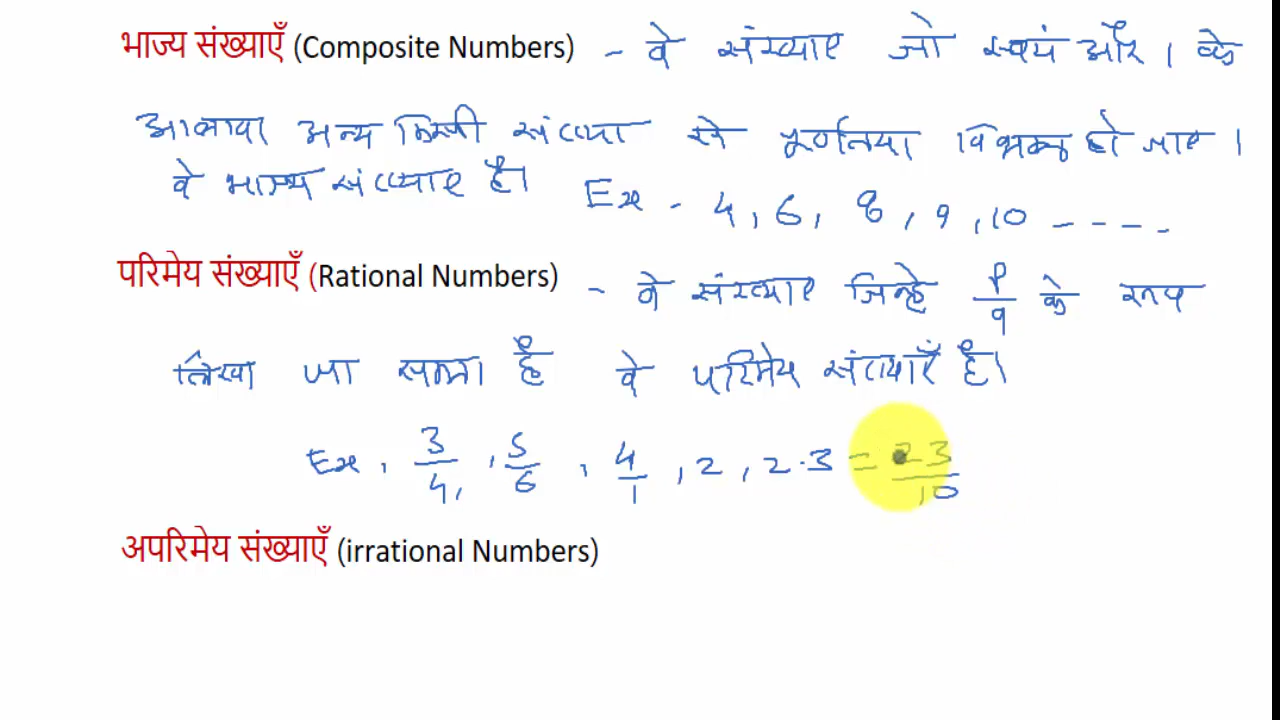 भाज्य संख्याएँ (Composite Numbers) - वे संख्याए जो स्वयं और 1 के
अलावा अन्य किसी संख्या से पूर्णतया विभक्त हो जाए ।
वे भाज्य संख्याए है।
Ex - 4, 6, 8, 9, 10 - - - -
परिमेय संख्याएँ (Rational Numbers) - वे संख्याए जिन्हे p/q के रूप
लिखा जा सकता है वे परिमेय संख्याएँ है।
Ex, 3/4, , 5/6 , 4/1 , 2 , 2.3 = 23/10
अपरिमेय संख्याएँ (irrational Numbers)